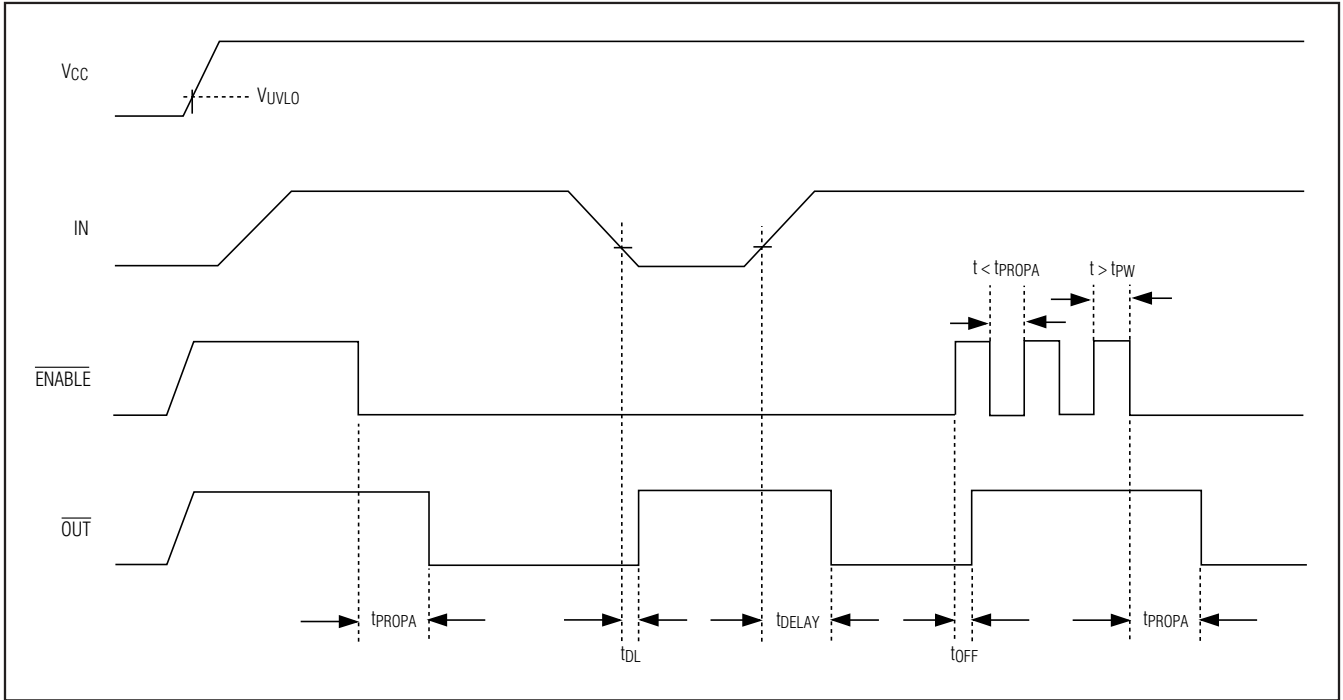 VCC
VUVLO
IN
t < tPROPA
t > tPW
ENABLE
OUT
tPROPA
tDL
tDELAY
tOFF
tPROPA